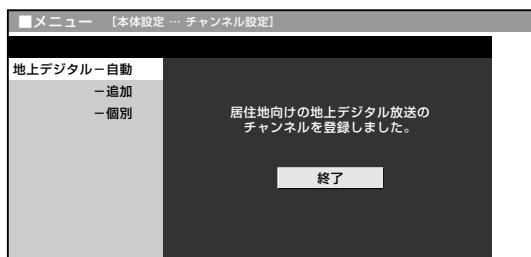 ■メニュー [本体設定 … チャンネル設定]
地上デジタルー自動
ー追加
ー個別
居住地向けの地上デジタル放送の
チャンネルを登録しました。
終了